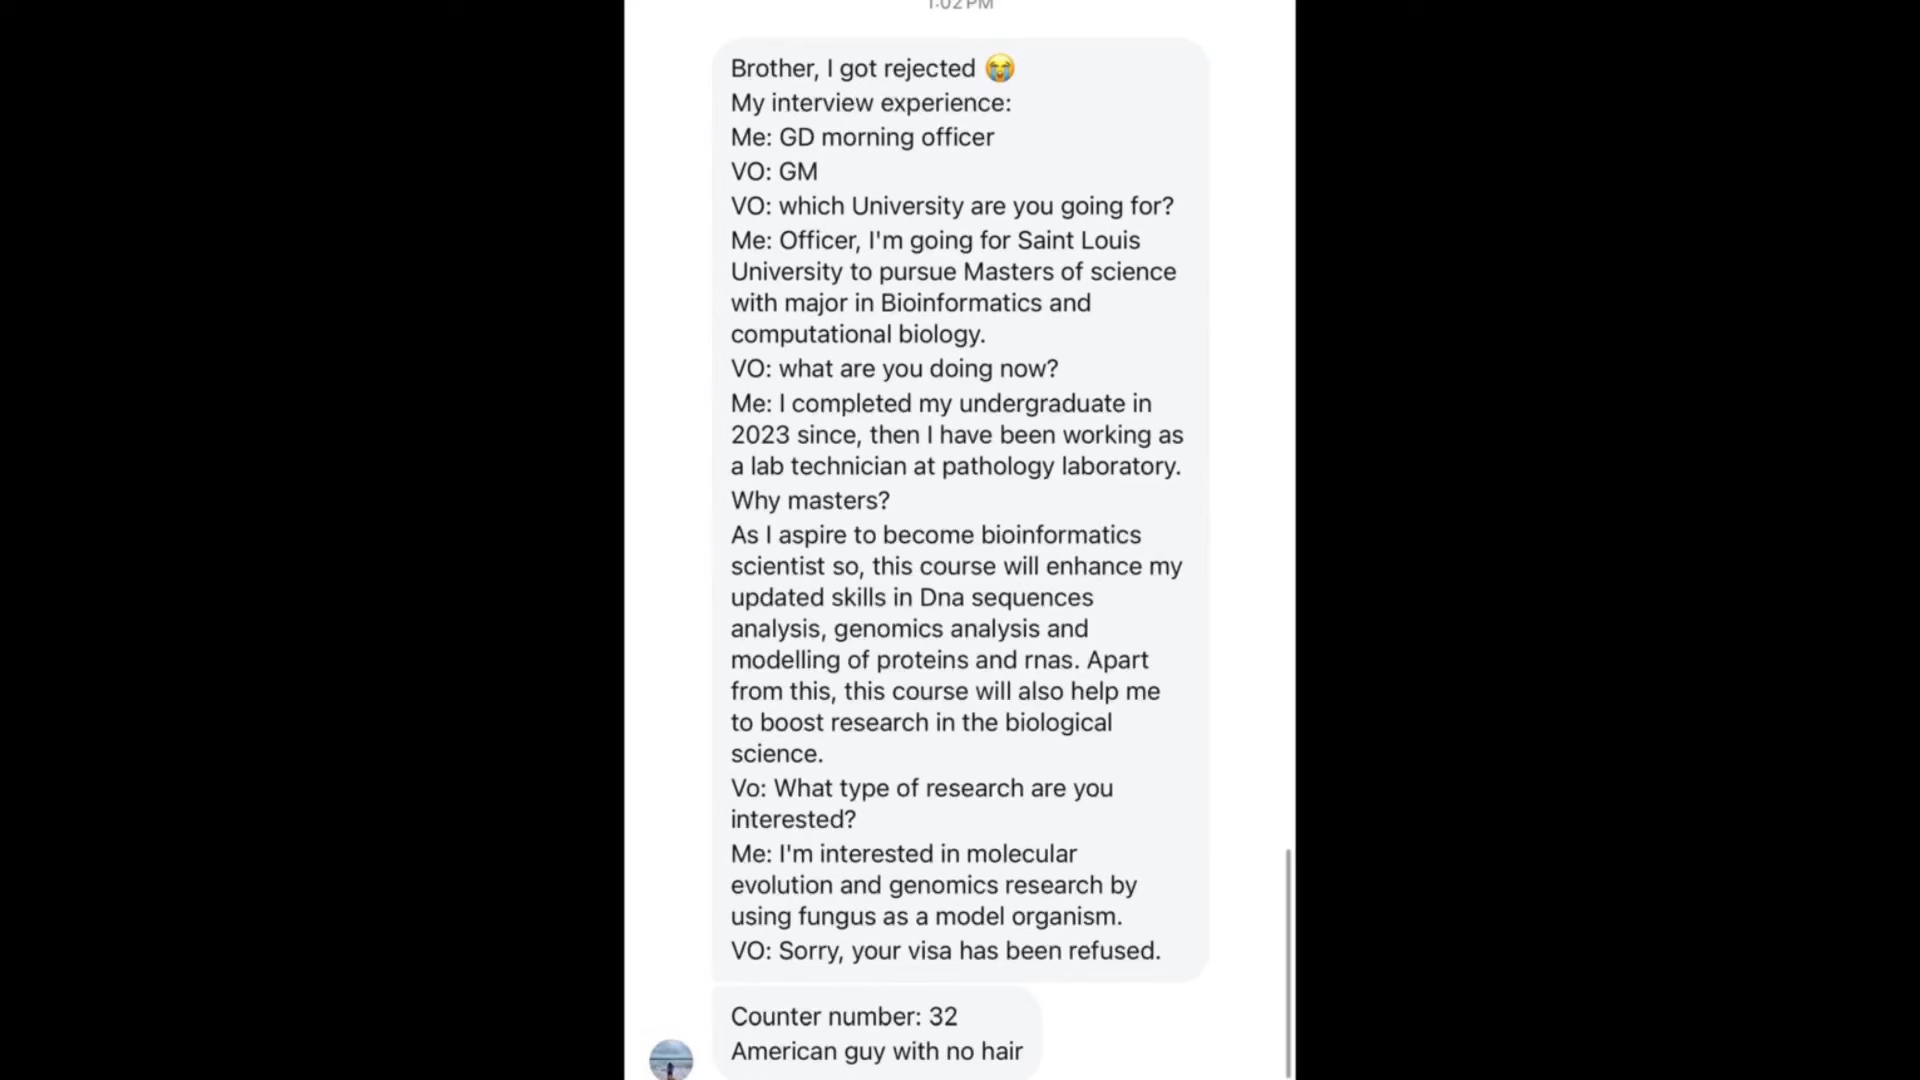 1:02 PM
Brother, I got rejected 😭
My interview experience:
Me: GD morning officer
VO: GM
VO: which University are you going for?
Me: Officer, I'm going for Saint Louis
University to pursue Masters of science
with major in Bioinformatics and
computational biology.
VO: what are you doing now?
Me: I completed my undergraduate in
2023 since, then I have been working as
a lab technician at pathology laboratory.
Why masters?
As I aspire to become bioinformatics
scientist so, this course will enhance my
updated skills in Dna sequences
analysis, genomics analysis and
modelling of proteins and rnas. Apart
from this, this course will also help me
to boost research in the biological
science.
Vo: What type of research are you
interested?
Me: I'm interested in molecular
evolution and genomics research by
using fungus as a model organism.
VO: Sorry, your visa has been refused.
Counter number: 32
American guy with no hair